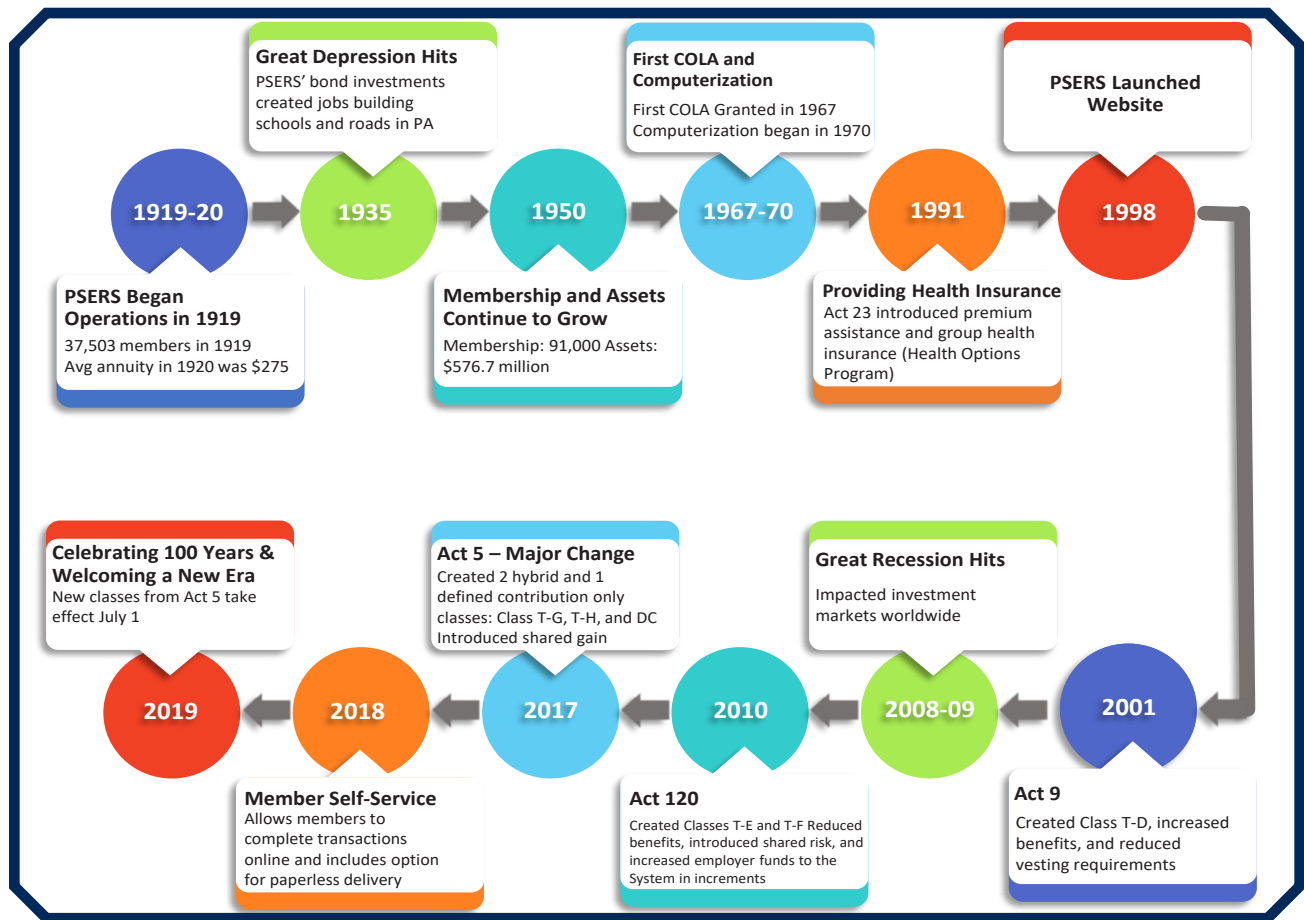 Great Depression Hits
PSERS’ bond investments
created jobs building
schools and roads in PA
First COLA and
Computerization
First COLA Granted in 1967
Computerization began in 1970
PSERS Launched
Website
1919-20
1935
1950
1967-70
1991
1998
PSERS Began
Operations in 1919
37,503 members in 1919
Avg annuity in 1920 was $275
Membership and Assets
Continue to Grow
Membership: 91,000 Assets:
$576.7 million
Providing Health Insurance
Act 23 introduced premium
assistance and group health
insurance (Health Options
Program)
Celebrating 100 Years &
Welcoming a New Era
New classes from Act 5 take
effect July 1
Act 5 – Major Change
Created 2 hybrid and 1
defined contribution only
classes: Class T-G, T-H, and DC
Introduced shared gain
Great Recession Hits
Impacted investment
markets worldwide
2019
2018
2017
2010
2008-09
2001
Member Self-Service
Allows members to
complete transactions
online and includes option
for paperless delivery
Act 120
Created Classes T-E and T-F Reduced
benefits, introduced shared risk, and
increased employer funds to the
System in increments
Act 9
Created Class T-D, increased
benefits, and reduced
vesting requirements